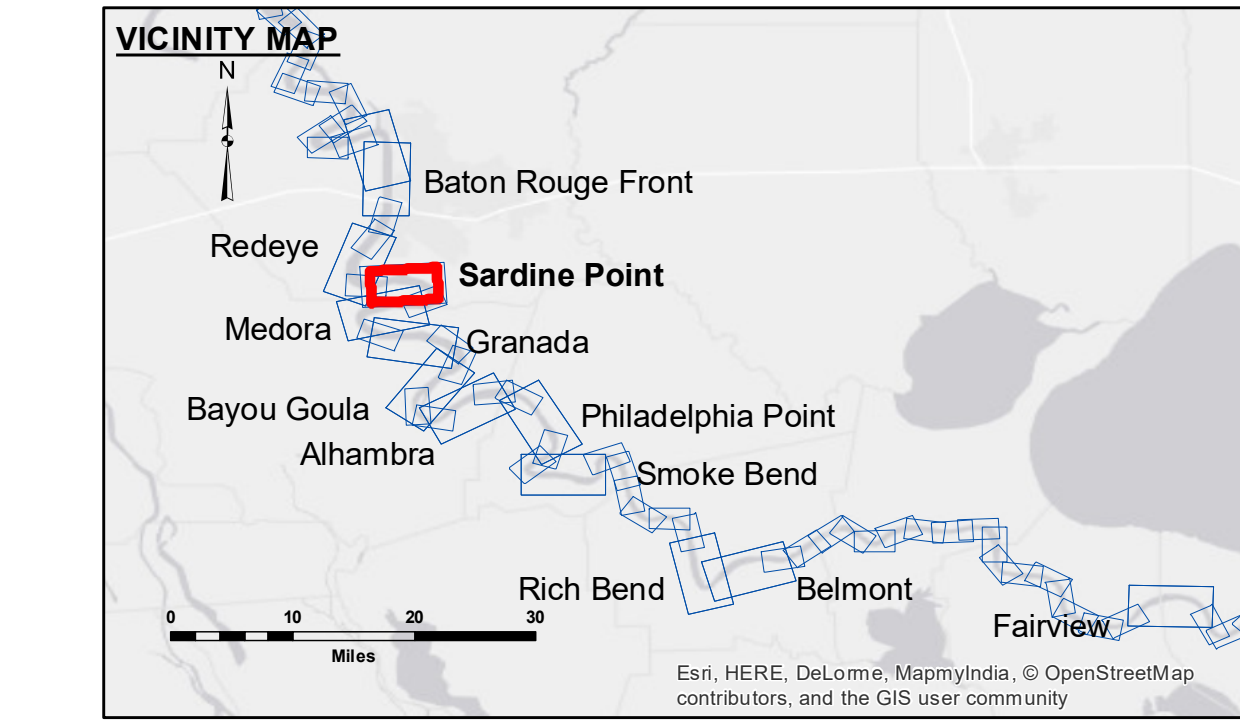 VICINITY MAP
N
Baton Rouge Front
Redeye
Sardine Point
Medora
Granada
Bayou Goula
Philadelphia Point
Alhambra
Smoke Bend
Rich Bend
Belmont
Fairview
0 10 20 30
Miles
Esri, HERE, DeLorme, MapmyIndia, © OpenStreetMap
contributors, and the GIS user community